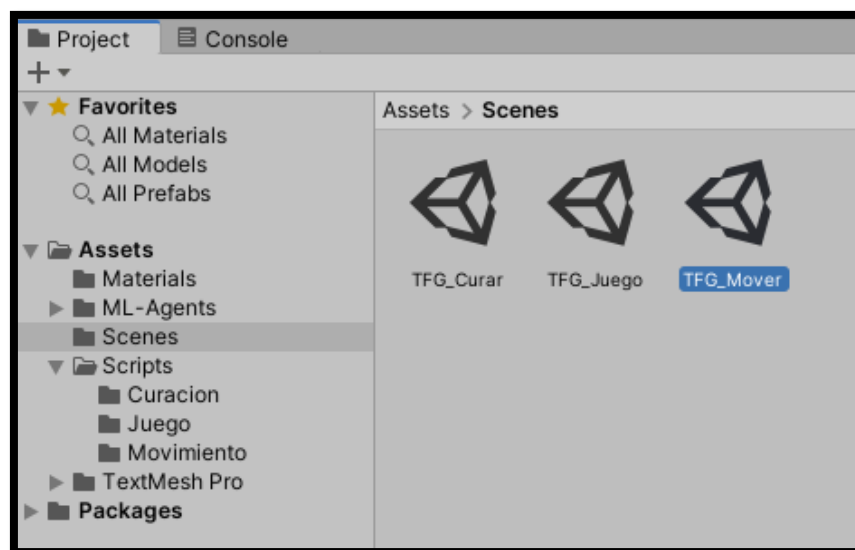 Project
Console
Favorites
All Materials
All Models
All Prefabs
Assets
Materials
ML-Agents
Scenes
Scripts
Curacion
Juego
Movimiento
TextMesh Pro
Packages
Assets > Scenes
TFG_Curar
TFG_Juego
TFG_Mover